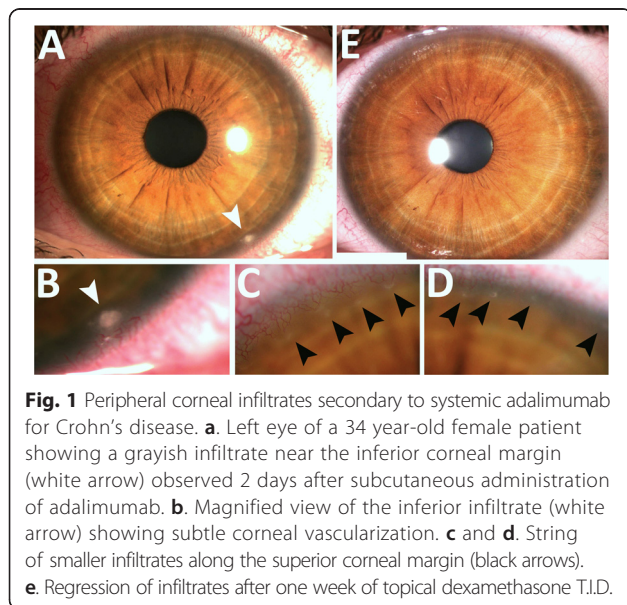 A
E
B
C
D
Fig. 1 Peripheral corneal infiltrates secondary to systemic adalimumab
for Crohn's disease. a. Left eye of a 34 year-old female patient
showing a grayish infiltrate near the inferior corneal margin
(white arrow) observed 2 days after subcutaneous administration
of adalimumab. b. Magnified view of the inferior infiltrate (white
arrow) showing subtle corneal vascularization. c and d. String
of smaller infiltrates along the superior corneal margin (black arrows).
e. Regression of infiltrates after one week of topical dexamethasone T.I.D.